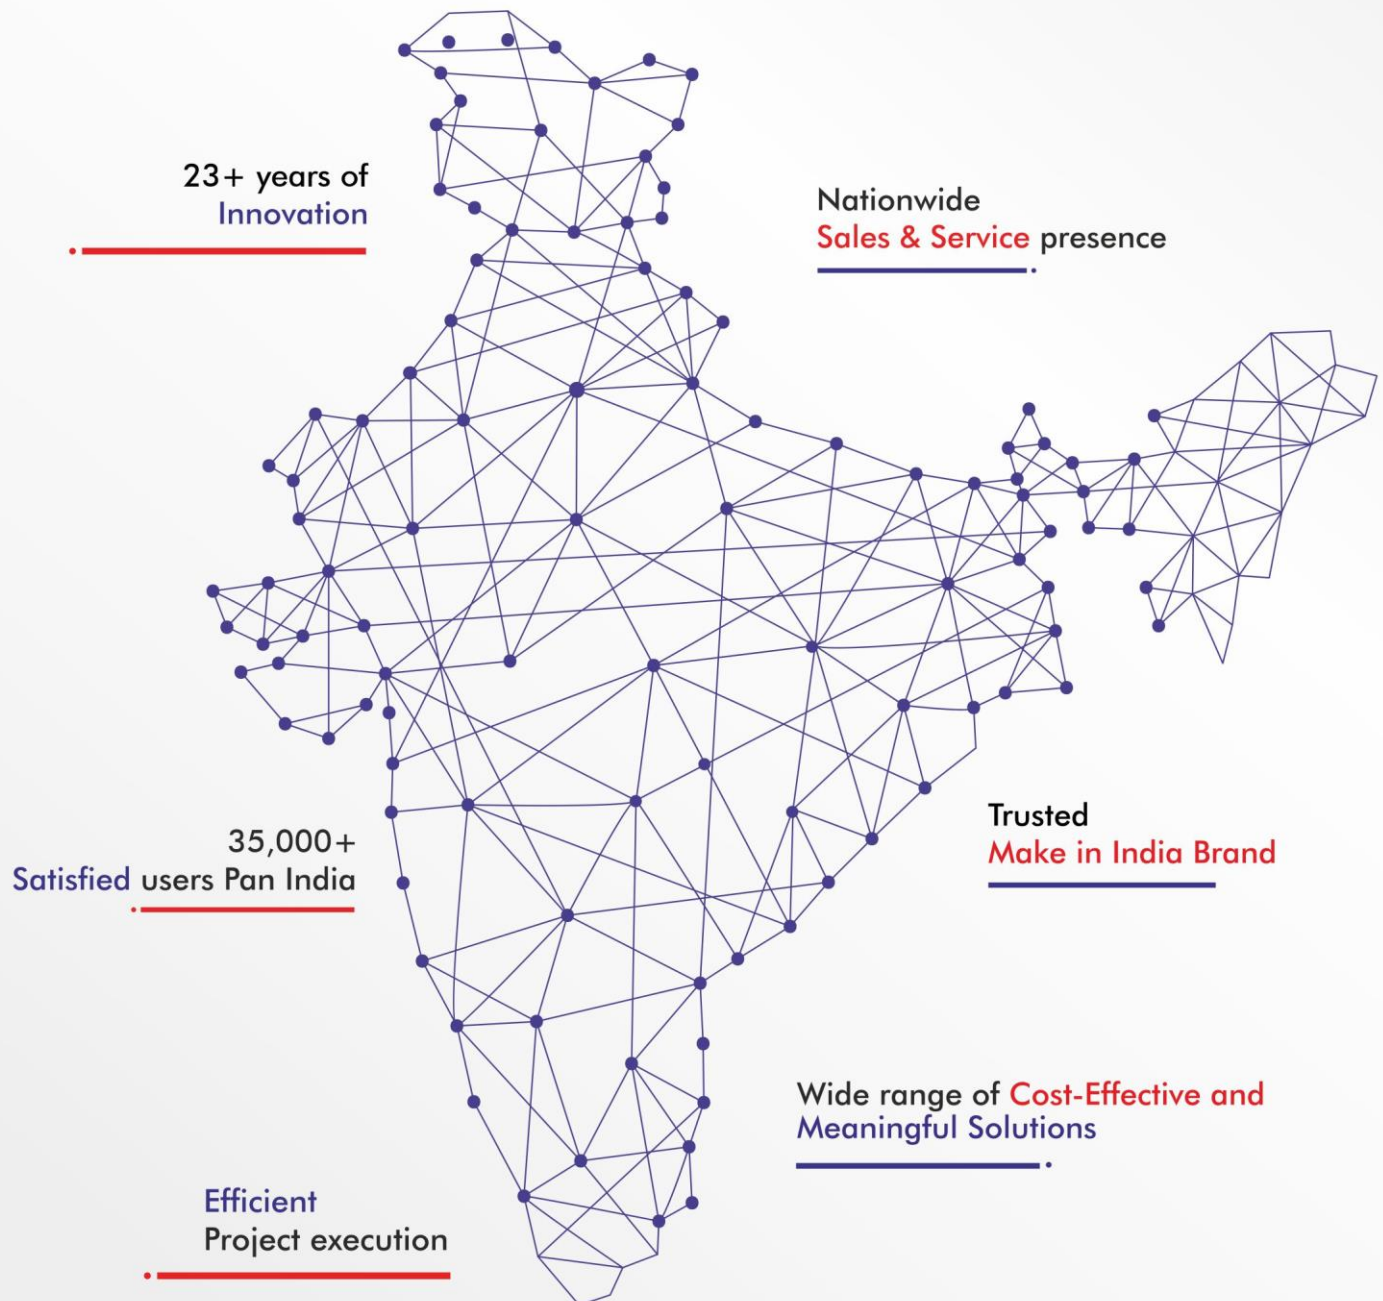 23+ years of
Innovation
Nationwide
Sales & Service presence
35,000+
Satisfied users Pan India
Trusted
Make in India Brand
Wide range of Cost-Effective and
Meaningful Solutions
Efficient
Project execution